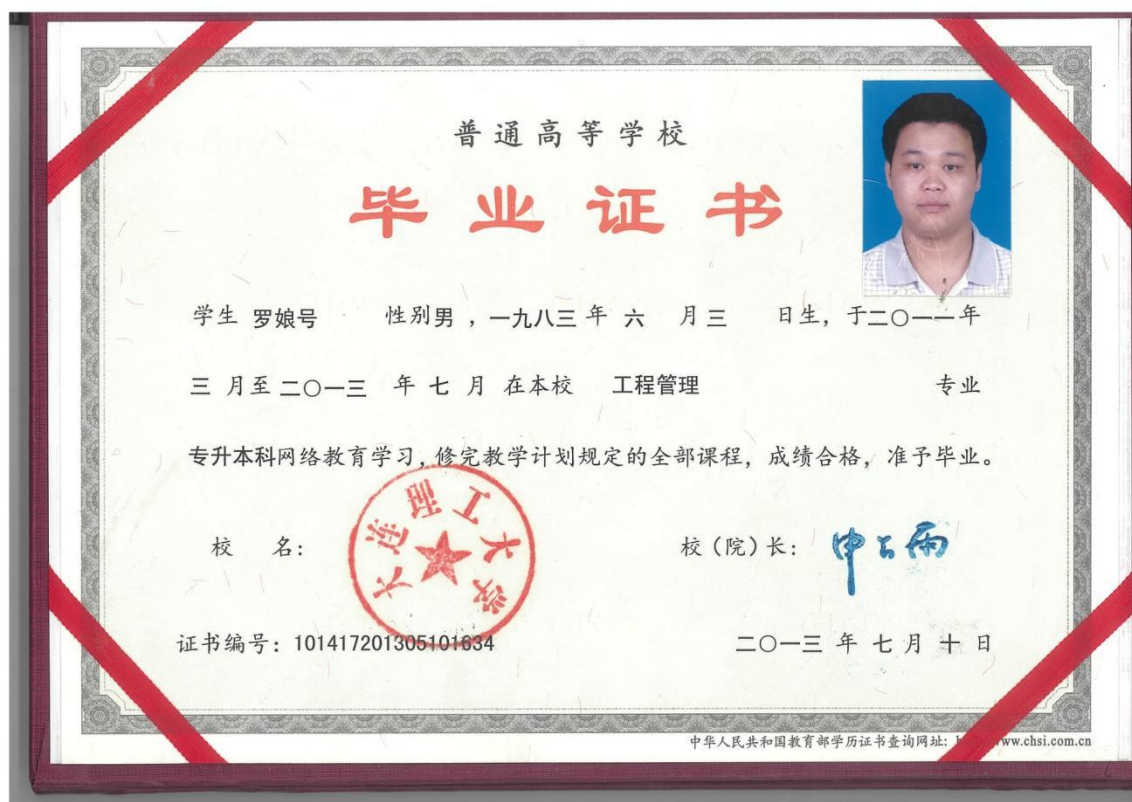 普通高等学校
毕业证书
学生 罗娘号 性别男，一九八三年 六 月三 日生，于二〇一一年
三 月至二〇一三 年 七 月 在本校 工程管理 专业
专升本科网络教育学习，修完教学计划规定的全部课程，成绩合格，准予毕业。
校 名：
大连理工大学
校（院）长：
证书编号：101417201305101634
二〇一三 年 七 月 十 日
中华人民共和国教育部学历证书查询网址：www.chsi.com.cn